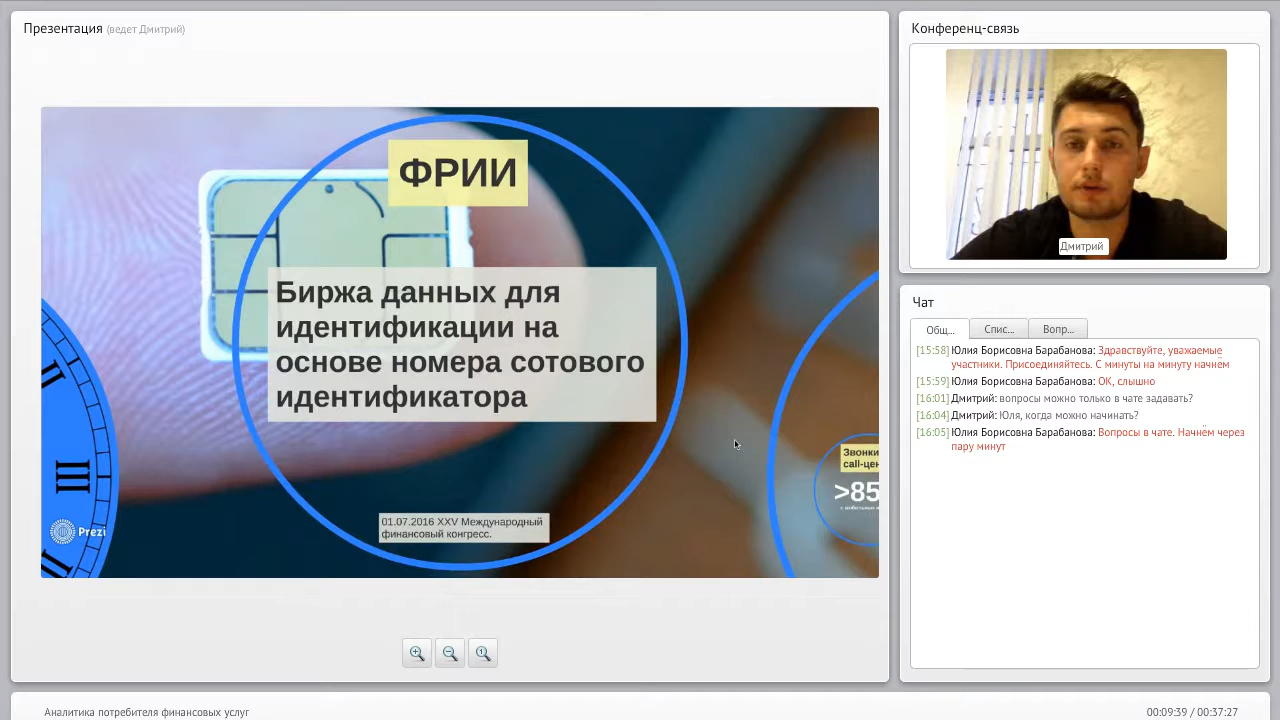 Презентация (ведет Дмитрий)
ФРИИ
Биржа данных для
идентификации на
основе номера сотового
идентификатора
01.07.2016 XXV Международный
финансовый конгресс.
III
Prezi
Звонки
call-цен
>85
Конференц-связь
Дмитрий
Чат
Общ...
Спис...
Вопр...
[15:58] Юлия Борисовна Барабанова: Здравствуйте, уважаемые
участники. Присоединяйтесь. С минуты на минуту начнём
[15:59] Юлия Борисовна Барабанова: ОК, слышно
[16:01] Дмитрий: вопросы можно только в чате задавать?
[16:04] Дмитрий: Юля, когда можно начинать?
[16:05] Юлия Борисовна Барабанова: Вопросы в чате. Начнём через
пару минут
Аналитика потребителя финансовых услуг
00:09:39 / 00:37:27